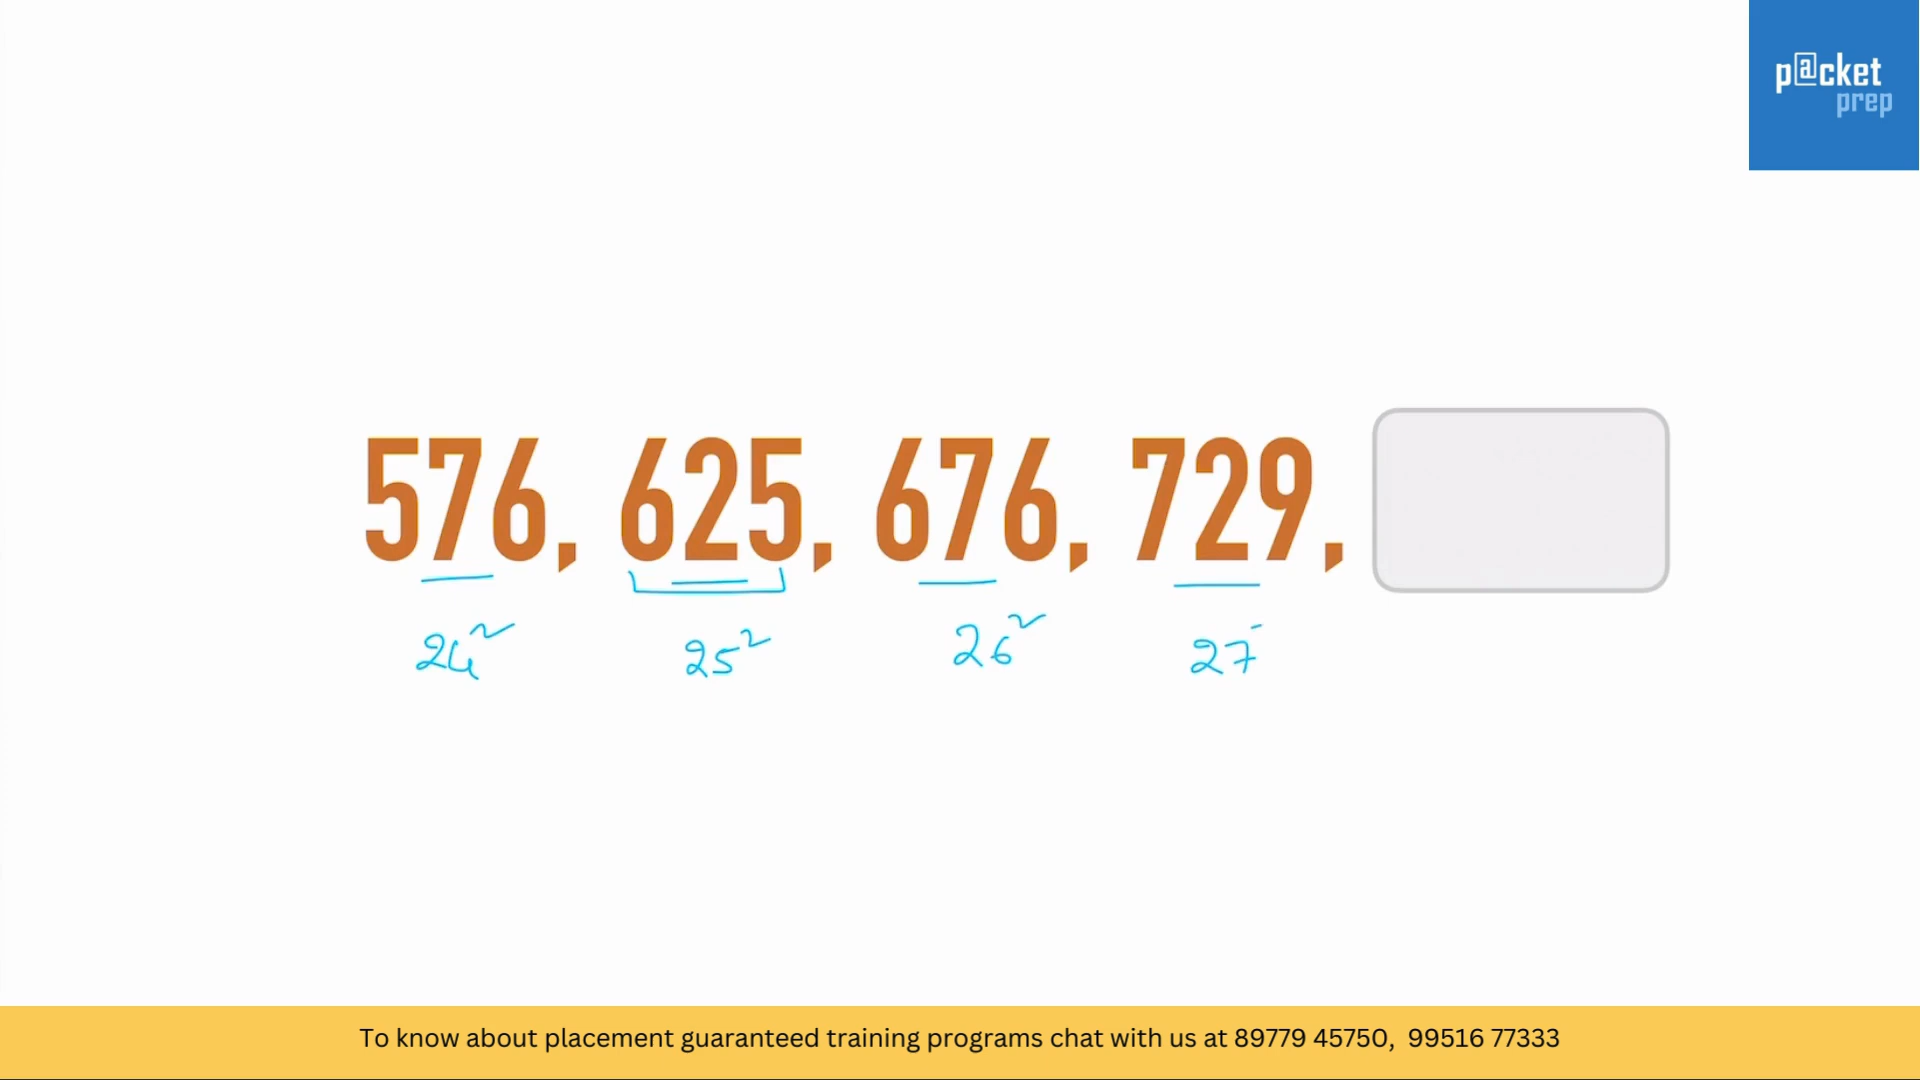 p@cket
prep
576, 625, 676, 729,
24² 25² 26² 27
To know about placement guaranteed training programs chat with us at 89779 45750, 99516 77333